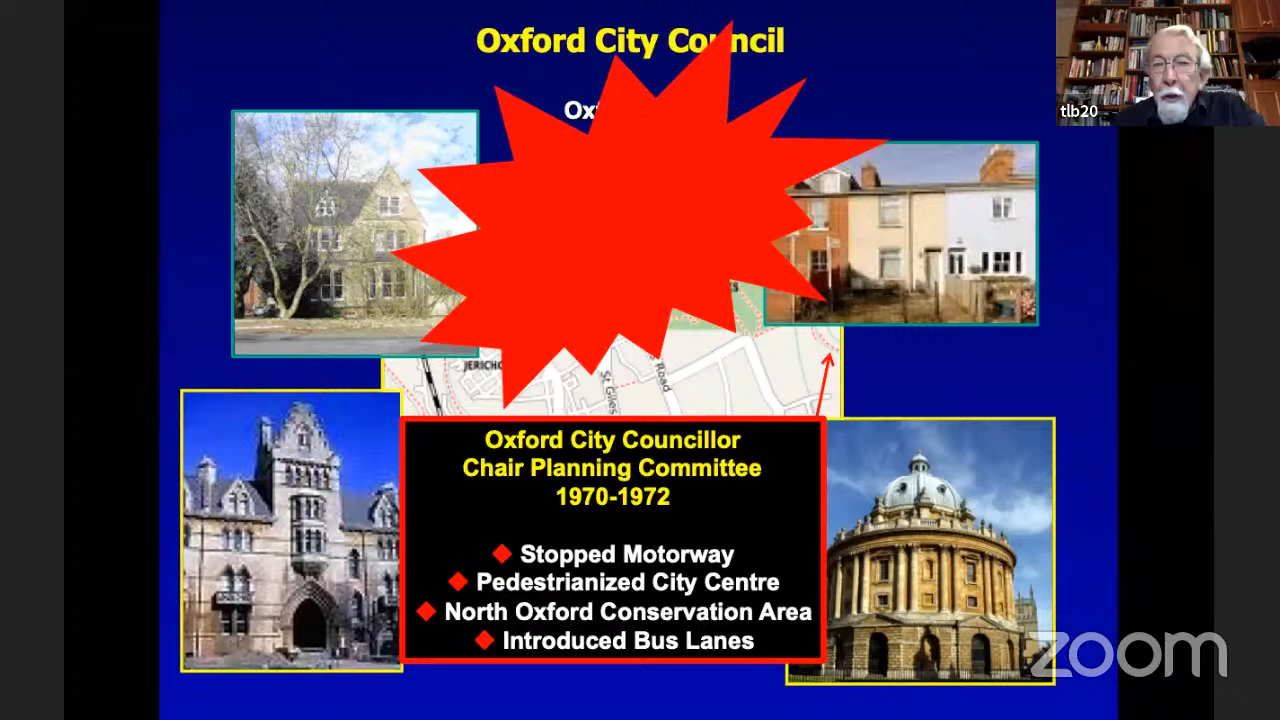 Oxford City Council
tlb20
JERICHO
St Giles
Road
Oxford City Councillor
Chair Planning Committee
1970-1972
Stopped Motorway
Pedestrianized City Centre
North Oxford Conservation Area
Introduced Bus Lanes
zoom